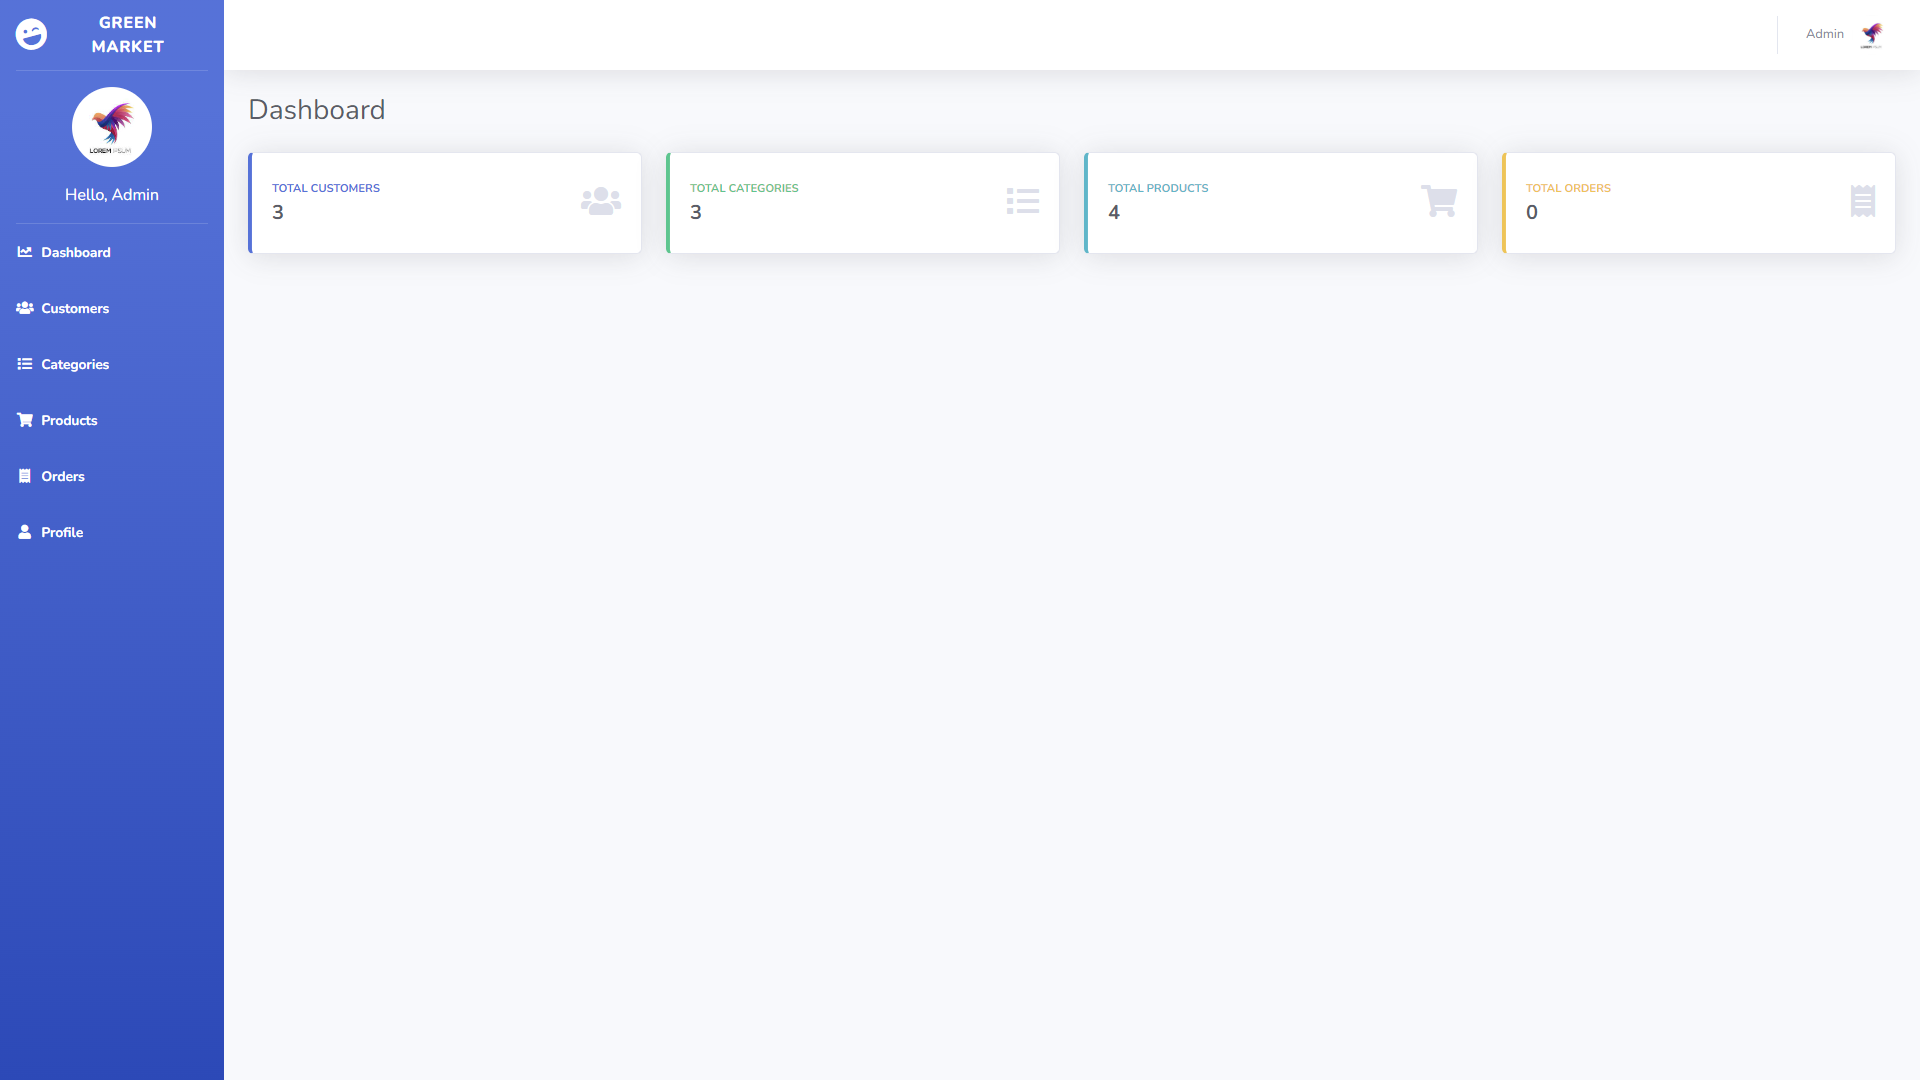 GREEN
MARKET
LOREM IPSUM
Hello, Admin
Dashboard
Customers
Categories
Products
Orders
Profile
Admin
Dashboard
TOTAL CUSTOMERS
3
TOTAL CATEGORIES
3
TOTAL PRODUCTS
4
TOTAL ORDERS
0